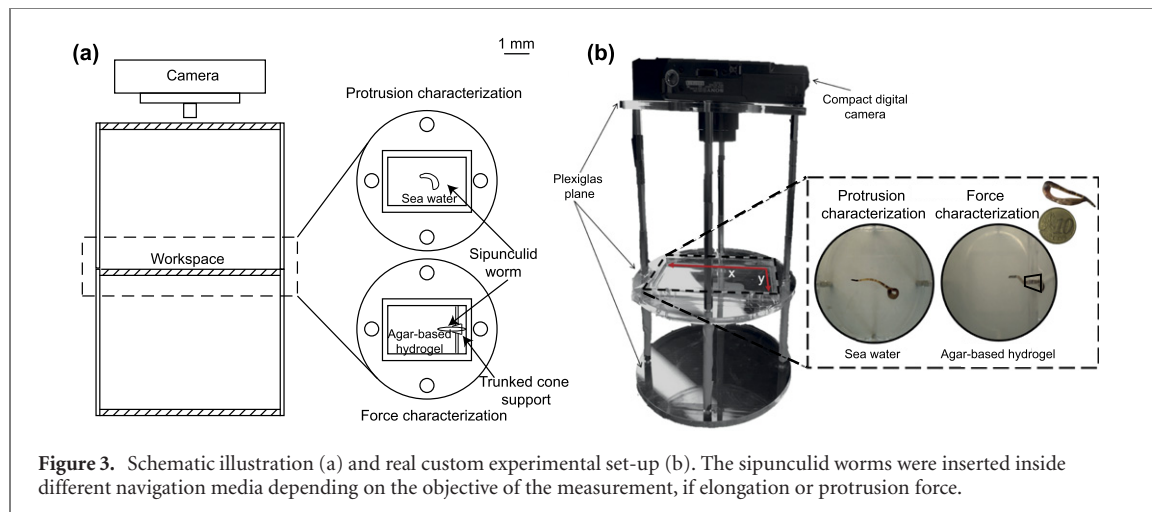 (a)
1 mm
Camera
Protrusion characterization
Sea water
Workspace
Sipunculid
worm
Agar-based
hydrogel
Trunked cone
support
Force characterization
(b)
Compact digital
camera
Plexiglas
plane
x
y
Protrusion
characterization
Force
characterization
10
Sea water
Agar-based hydrogel
Figure 3. Schematic illustration (a) and real custom experimental set-up (b). The sipunculid worms were inserted inside
different navigation media depending on the objective of the measurement, if elongation or protrusion force.